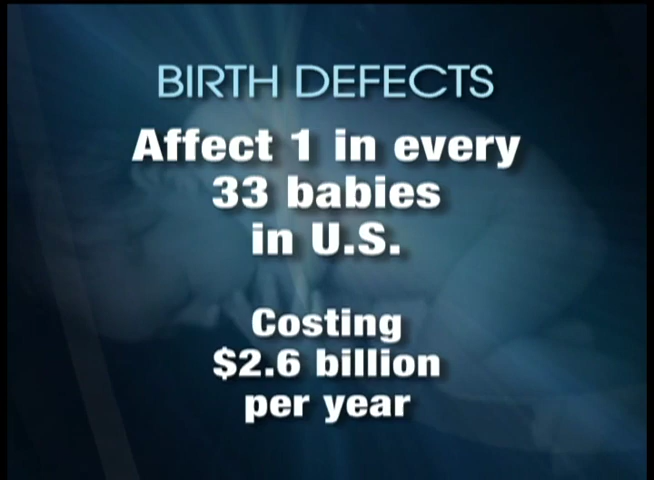 BIRTH DEFECTS
Affect 1 in every
33 babies
in U.S.
Costing
$2.6 billion
per year